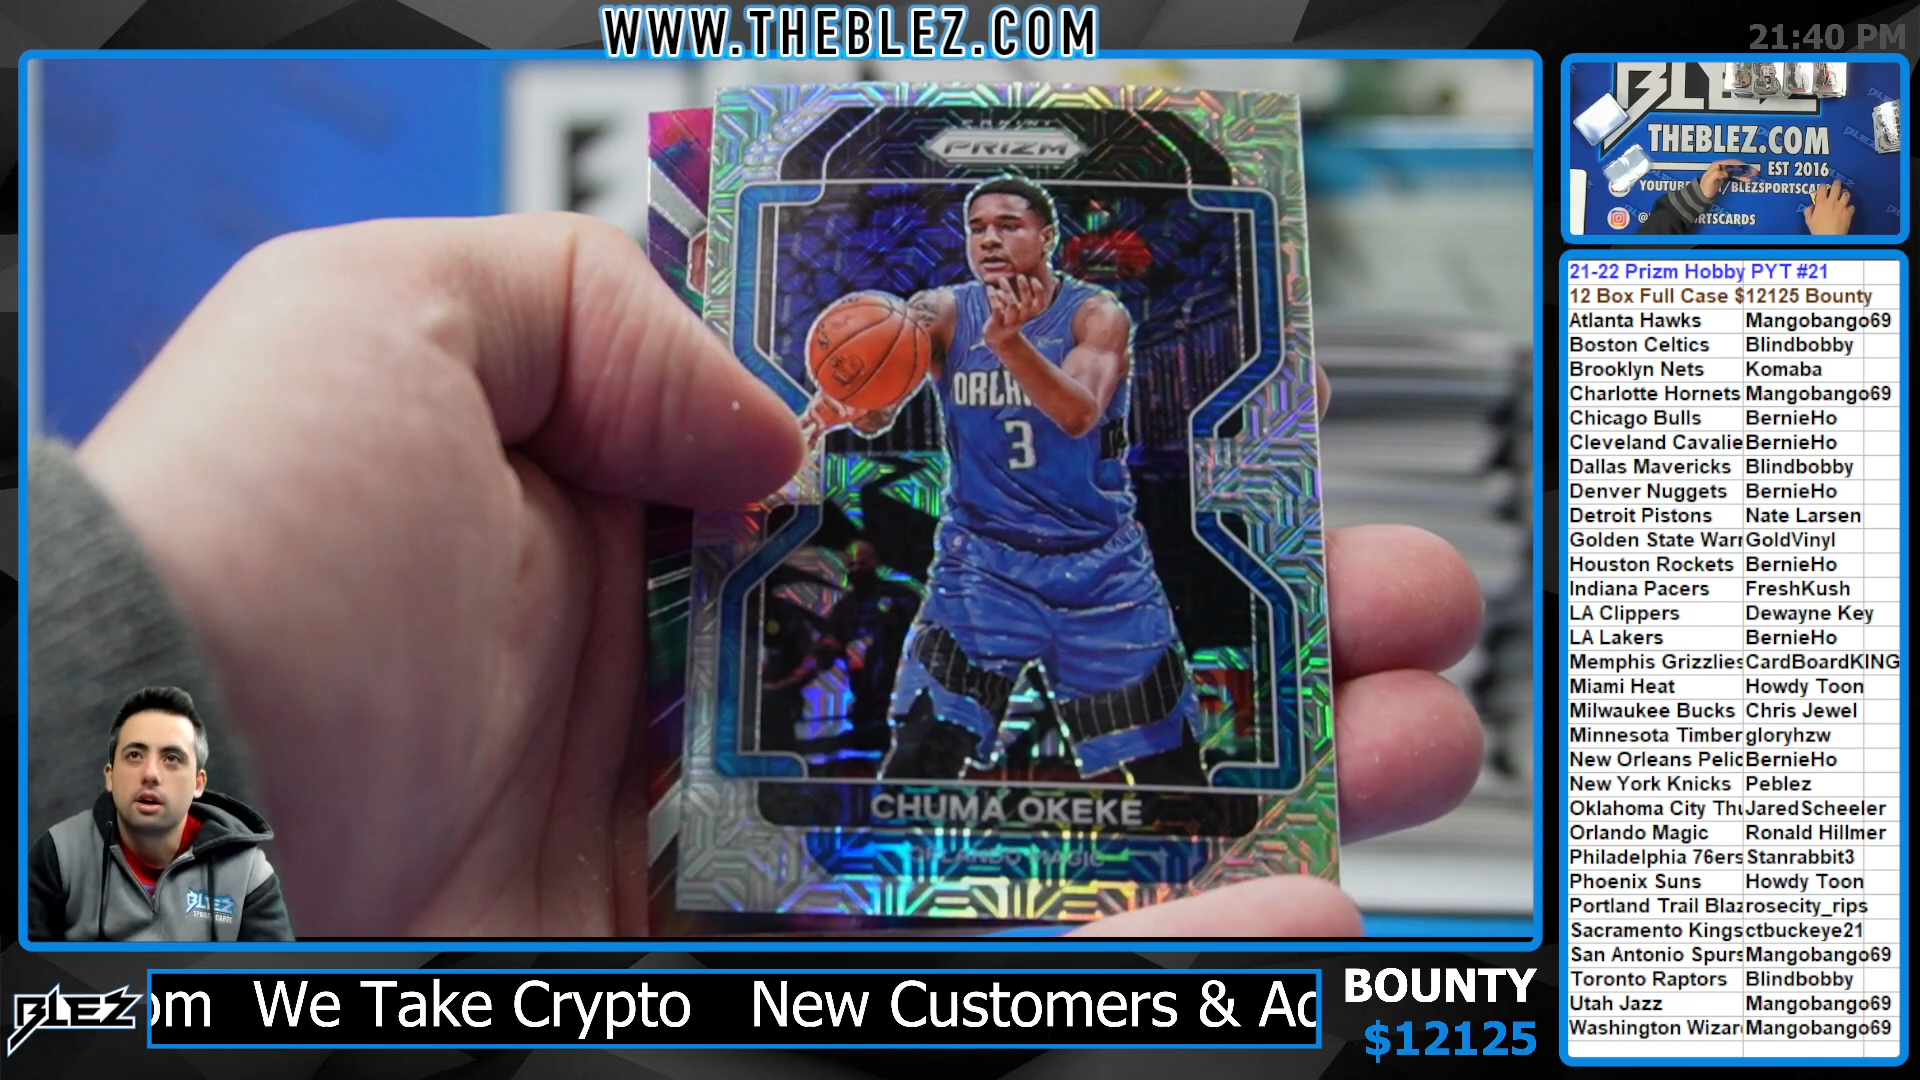 WWW.THEBLEZ.COM
21:40 PM
PANINI
PRIZM
3
CHUMA OKEKE
ORLANDO MAGIC
BLEZ
THEBLEZ.COM
EST 2016
BLEZ
21-22 Prizm Hobby PYT #21
12 Box Full Case $12125 Bounty
Atlanta Hawks Mangobango69
Boston Celtics Blindbobby
Brooklyn Nets Komaba
Charlotte Hornets Mangobango69
Chicago Bulls BernieHo
Cleveland Cavalie BernieHo
Dallas Mavericks Blindbobby
Denver Nuggets BernieHo
Detroit Pistons Nate Larsen
Golden State Warr GoldVinyl
Houston Rockets BernieHo
Indiana Pacers FreshKush
LA Clippers Dewayne Key
LA Lakers BernieHo
Memphis Grizzlies CardBoardKING
Miami Heat Howdy Toon
Milwaukee Bucks Chris Jewel
Minnesota Timber gloryhzw
New Orleans Pelic BernieHo
New York Knicks Peblez
Oklahoma City Thu JaredScheeler
Orlando Magic Ronald Hillmer
Philadelphia 76ers Stanrabbit3
Phoenix Suns Howdy Toon
Portland Trail Blaz rosecity_rips
Sacramento Kings ctbuckeye21
San Antonio Spurs Mangobango69
Toronto Raptors Blindbobby
Utah Jazz Mangobango69
Washington Wizar Mangobango69
BLEZ
om We Take Crypto New Customers & Ac
BOUNTY
$12125